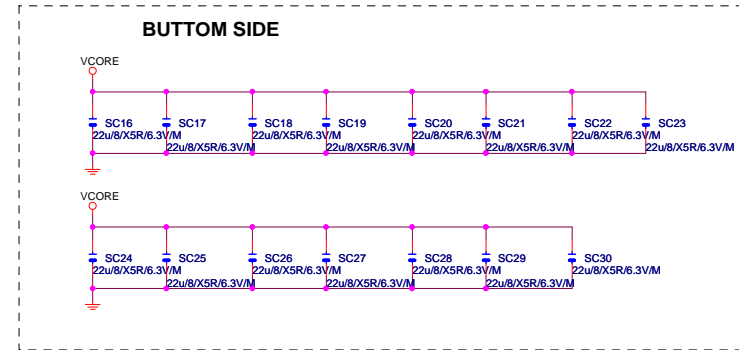 BUTTOM SIDE
VCORE
SC16 SC17 SC18 SC19 SC20 SC21 SC22 SC23
22u/8/X5R/6.3V/M 22u/8/X5R/6.3V/M 22u/8/X5R/6.3V/M 22u/8/X5R/6.3V/M
22u/8/X5R/6.3V/M 22u/8/X5R/6.3V/M 22u/8/X5R/6.3V/M 22u/8/X5R/6.3V/M
VCORE
SC24 SC25 SC26 SC27 SC28 SC29 SC30
22u/8/X5R/6.3V/M 22u/8/X5R/6.3V/M 22u/8/X5R/6.3V/M 22u/8/X5R/6.3V/M
22u/8/X5R/6.3V/M 22u/8/X5R/6.3V/M 22u/8/X5R/6.3V/M